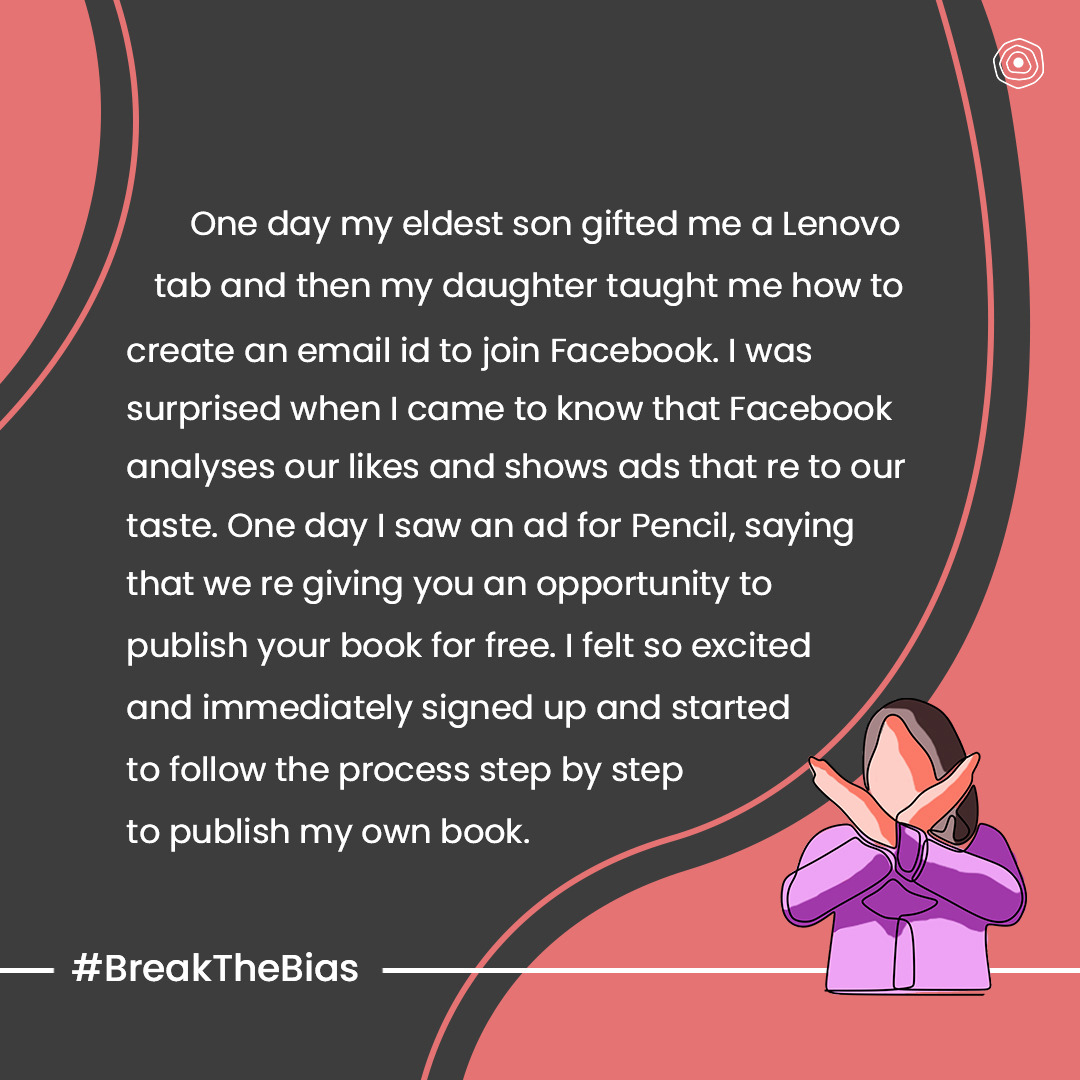 One day my eldest son gifted me a Lenovo
tab and then my daughter taught me how to
create an email id to join Facebook. I was
surprised when I came to know that Facebook
analyses our likes and shows ads that re to our
taste. One day I saw an ad for Pencil, saying
that we re giving you an opportunity to
publish your book for free. I felt so excited
and immediately signed up and started
to follow the process step by step
to publish my own book.
#BreakTheBias